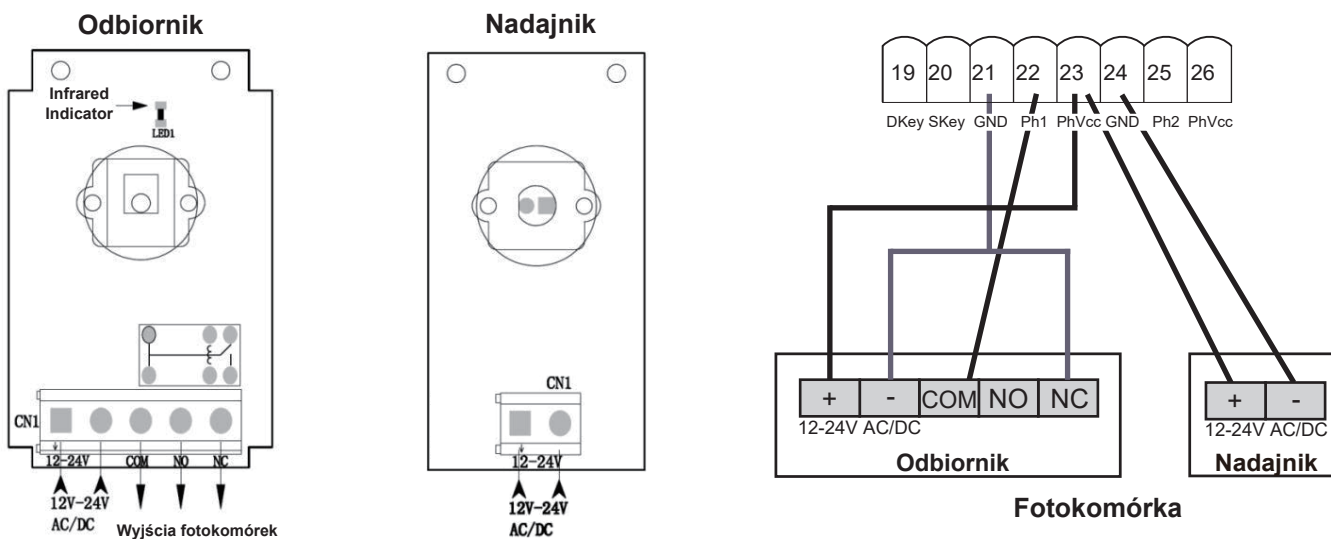 Odbiornik
Infrared
Indicator
LED1
CN1
12-24V COM NO NC
12V-24V
AC/DC
Wyjścia fotokomórek
Nadajnik
CN1
12-24V
12V-24V
AC/DC
19 20 21 22 23 24 25 26
DKey SKey GND Ph1 PhVcc GND Ph2 PhVcc
+ - COM NO NC
12-24V AC/DC
Odbiornik
+ -
12-24V AC/DC
Nadajnik
Fotokomórka